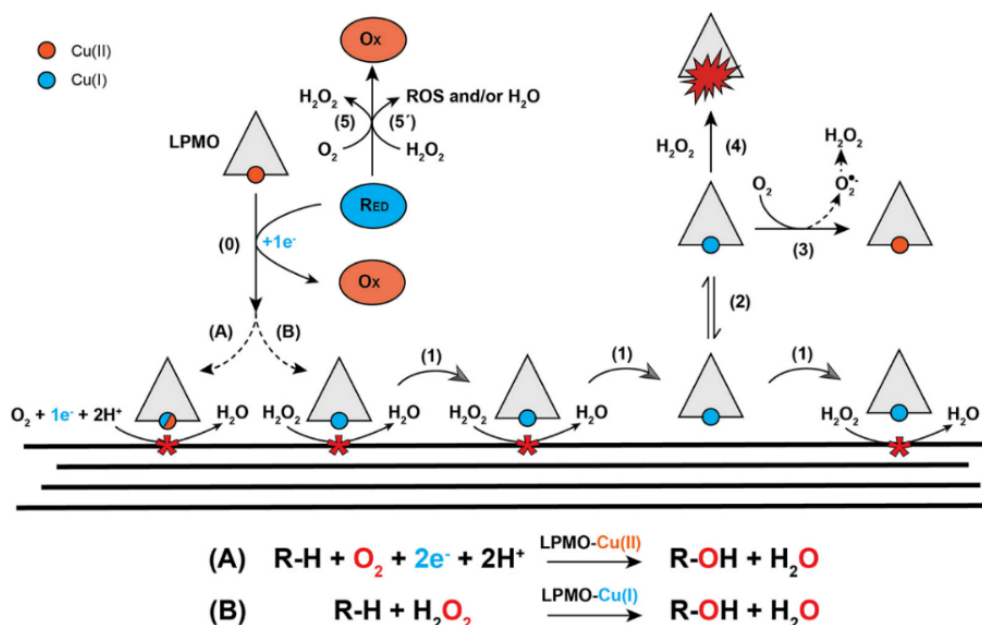 Ox
Cu(II)
Cu(I)
H₂O₂
ROS and/or H₂O
(5)
(5´)
LPMO
O₂
H₂O₂
RED
(0)
+1e⁻
Ox
(A)
(B)
H₂O₂
(4)
H₂O₂
O₂
O₂•⁻
(3)
(2)
(1)
(1)
(1)
O₂ + 1e⁻ + 2H⁺
H₂O
H₂O₂
H₂O
H₂O₂
H₂O
H₂O₂
H₂O
(A) R-H + O₂ + 2e⁻ + 2H⁺ LPMO-Cu(II) R-OH + H₂O
(B) R-H + H₂O₂ LPMO-Cu(I) R-OH + H₂O